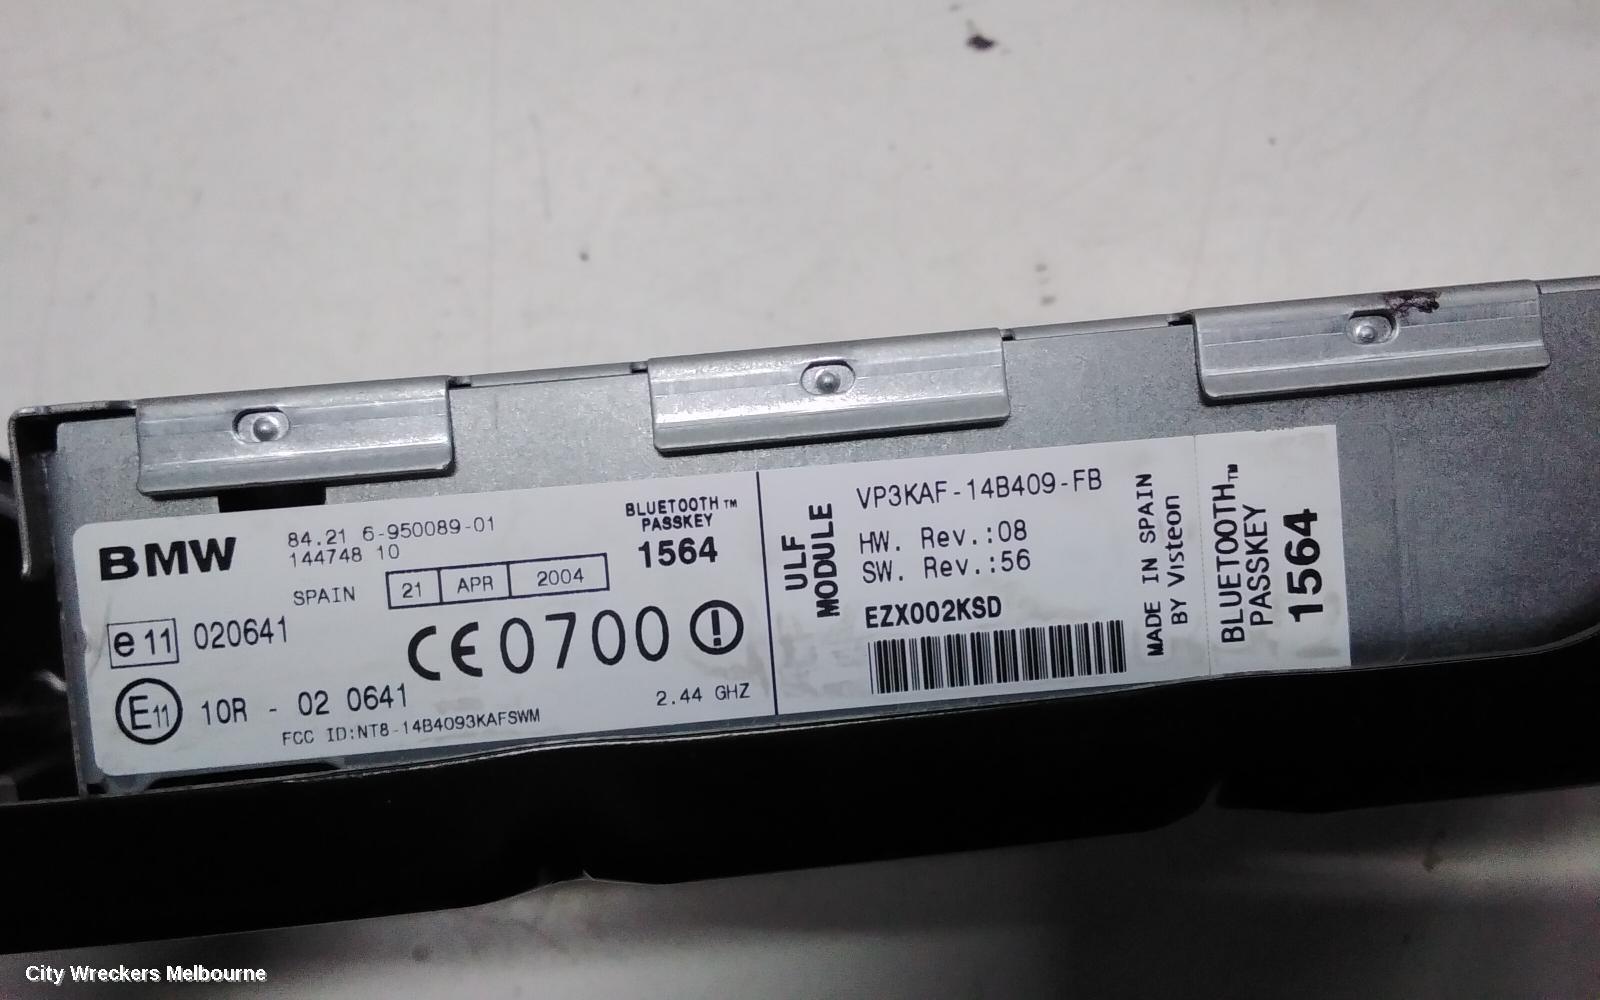 BMW
84.21 6-950089-01
144748 10
SPAIN 21 APR 2004
BLUETOOTH™
PASSKEY
1564
e 11 020641
CE 0700
E11 10R - 02 0641
2.44 GHZ
FCC ID:NT8-14B4093KAFSWM
ULF
MODULE
VP3KAF-14B409-FB
HW. Rev.:08
SW. Rev.:56
EZX002KSD
MADE IN SPAIN
BY Visteon
BLUETOOTH™
PASSKEY
1564
City Wreckers Melbourne